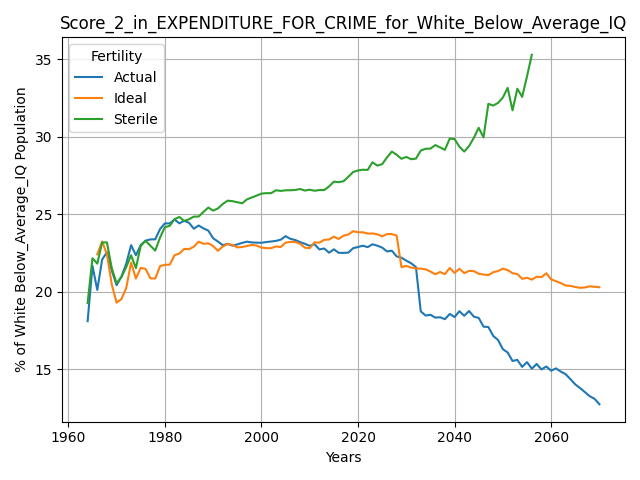 Score_2_in_EXPENDITURE_FOR_CRIME_for_White_Below_Average_IQ
Fertility
Actual
Ideal
Sterile
% of White Below_Average_IQ Population
35
30
25
20
15
1960
1980
2000
2020
2040
2060
Years